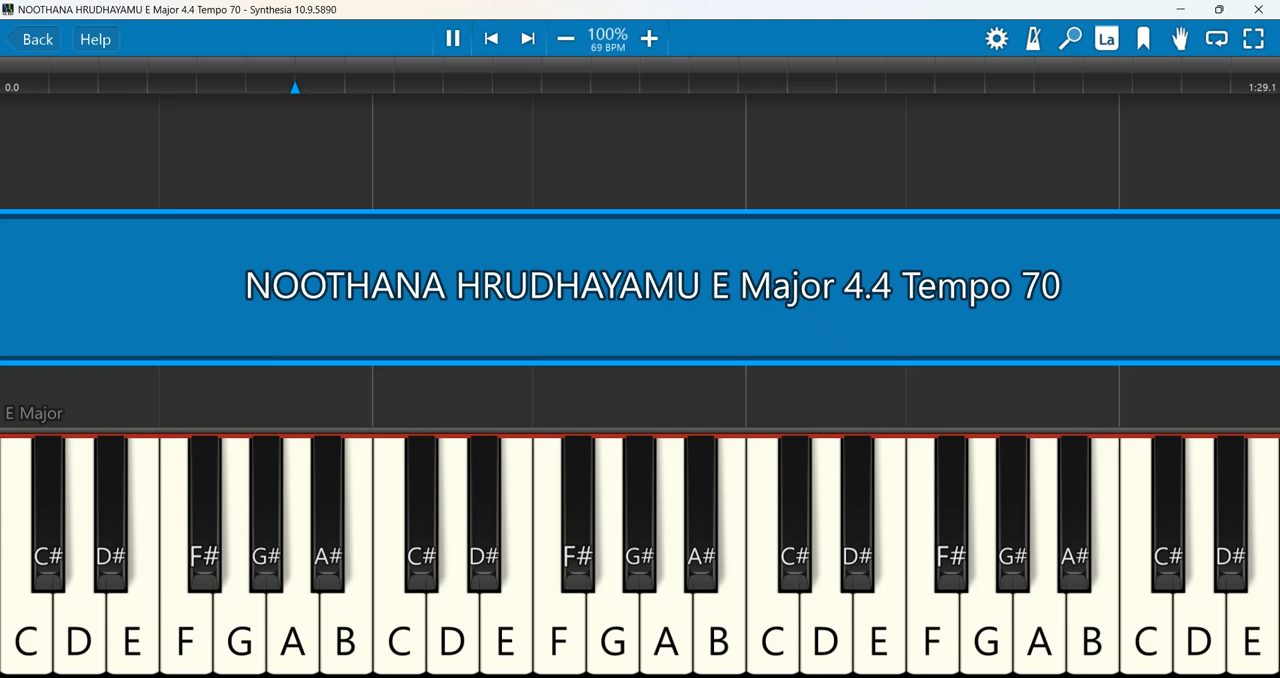 NOOTHANA HRUDHAYAMU E Major 4.4 Tempo 70 - Synthesia 10.9.5890
Back Help 100% La
69 BPM
0.0 1:29.1
NOOTHANA HRUDHAYAMU E Major 4.4 Tempo 70
E Major
C# D# F# G# A# C# D# F# G# A# C# D# F# G# A# C# D#
C D E F G A B C D E F G A B C D E F G A B C D E